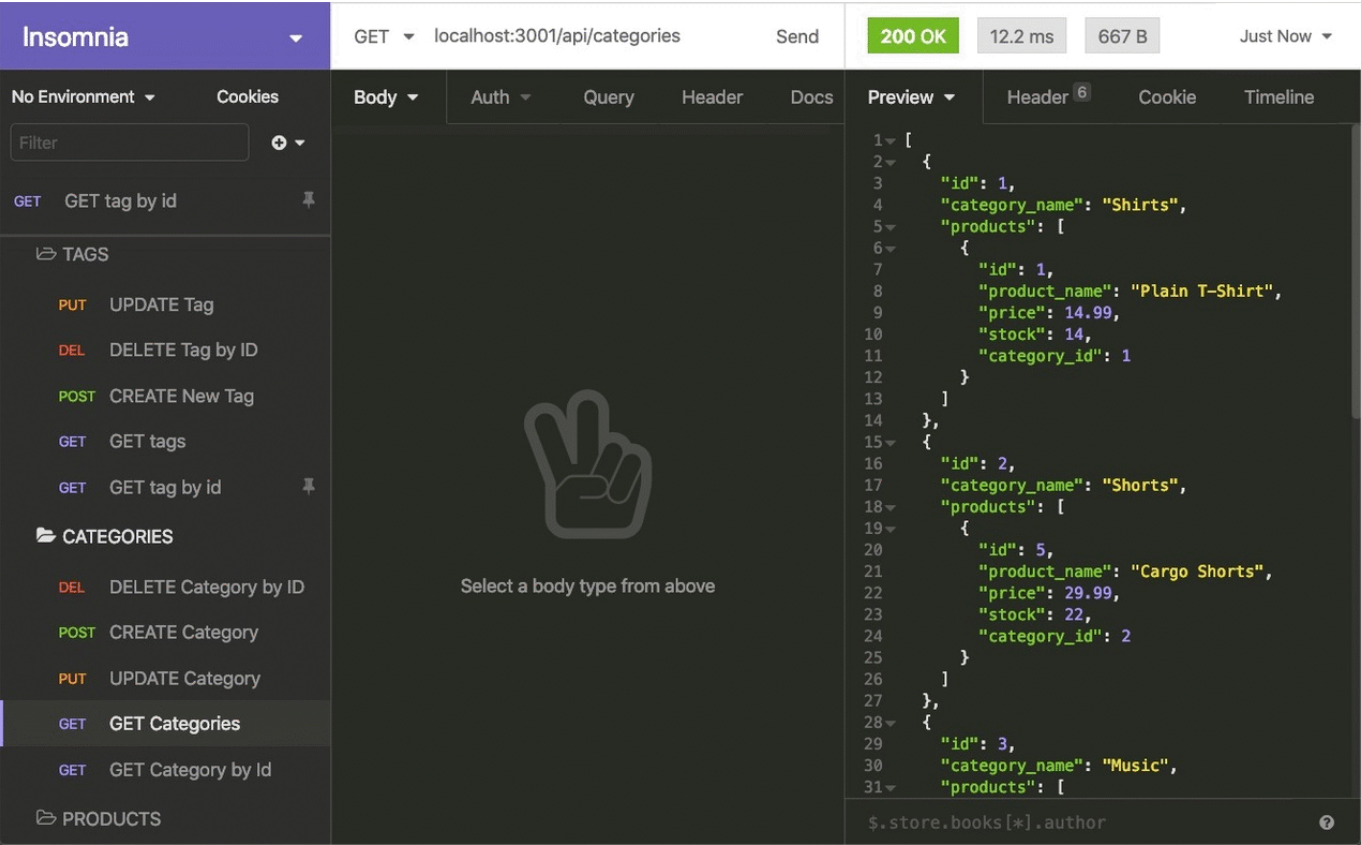 Insomnia
GET localhost:3001/api/categories Send
200 OK 12.2 ms 667 B Just Now
No Environment Cookies
Filter
GET GET tag by id
TAGS
PUT UPDATE Tag
DEL DELETE Tag by ID
POST CREATE New Tag
GET GET tags
GET GET tag by id
CATEGORIES
DEL DELETE Category by ID
POST CREATE Category
PUT UPDATE Category
GET GET Categories
GET GET Category by Id
PRODUCTS
Body Auth Query Header Docs
Select a body type from above
Preview Header 6 Cookie Timeline
1 [
2 {
3 "id": 1,
4 "category_name": "Shirts",
5 "products": [
6 {
7 "id": 1,
8 "product_name": "Plain T-Shirt",
9 "price": 14.99,
10 "stock": 14,
11 "category_id": 1
12 }
13 ]
14 },
15 {
16 "id": 2,
17 "category_name": "Shorts",
18 "products": [
19 {
20 "id": 5,
21 "product_name": "Cargo Shorts",
22 "price": 29.99,
23 "stock": 22,
24 "category_id": 2
25 }
26 ]
27 },
28 {
29 "id": 3,
30 "category_name": "Music",
31 "products": [
$.store.books[*].author